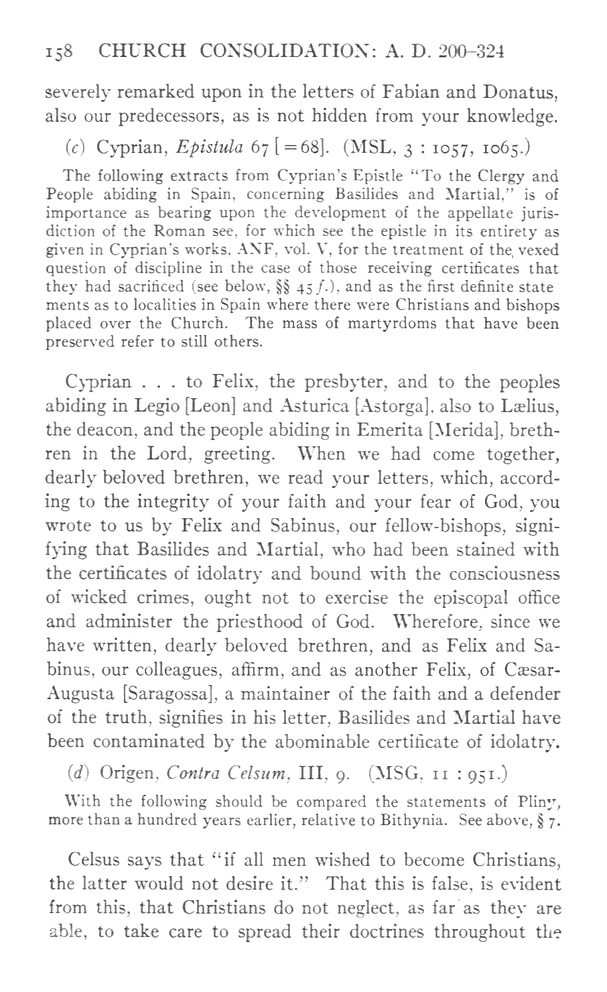 158 CHURCH CONSOLIDATION: A. D. 200–324
severely remarked upon in the letters of Fabian and Donatus,
also our predecessors, as is not hidden from your knowledge.
(c) Cyprian, Epistula 67 [=68]. (MSL, 3 : 1057, 1065.)
The following extracts from Cyprian's Epistle "To the Clergy and
People abiding in Spain, concerning Basilides and Martial," is of
importance as bearing upon the development of the appellate juris-
diction of the Roman see, for which see the epistle in its entirety as
given in Cyprian's works, ANF, vol. V, for the treatment of the vexed
question of discipline in the case of those receiving certificates that
they had sacrificed (see below, §§ 45 f.), and as the first definite state
ments as to localities in Spain where there were Christians and bishops
placed over the Church. The mass of martyrdoms that have been
preserved refer to still others.
Cyprian . . . to Felix, the presbyter, and to the peoples
abiding in Legio [Leon] and Asturica [Astorga], also to Lælius,
the deacon, and the people abiding in Emerita [Merida], breth-
ren in the Lord, greeting. When we had come together,
dearly beloved brethren, we read your letters, which, accord-
ing to the integrity of your faith and your fear of God, you
wrote to us by Felix and Sabinus, our fellow-bishops, signi-
fying that Basilides and Martial, who had been stained with
the certificates of idolatry and bound with the consciousness
of wicked crimes, ought not to exercise the episcopal office
and administer the priesthood of God. Wherefore, since we
have written, dearly beloved brethren, and as Felix and Sa-
binus, our colleagues, affirm, and as another Felix, of Cæsar-
Augusta [Saragossa], a maintainer of the faith and a defender
of the truth, signifies in his letter, Basilides and Martial have
been contaminated by the abominable certificate of idolatry.
(d) Origen, Contra Celsum, III, 9. (MSG, 11 : 951.)
With the following should be compared the statements of Pliny,
more than a hundred years earlier, relative to Bithynia. See above, § 7.
Celsus says that "if all men wished to become Christians,
the latter would not desire it." That this is false, is evident
from this, that Christians do not neglect, as far as they are
able, to take care to spread their doctrines throughout the